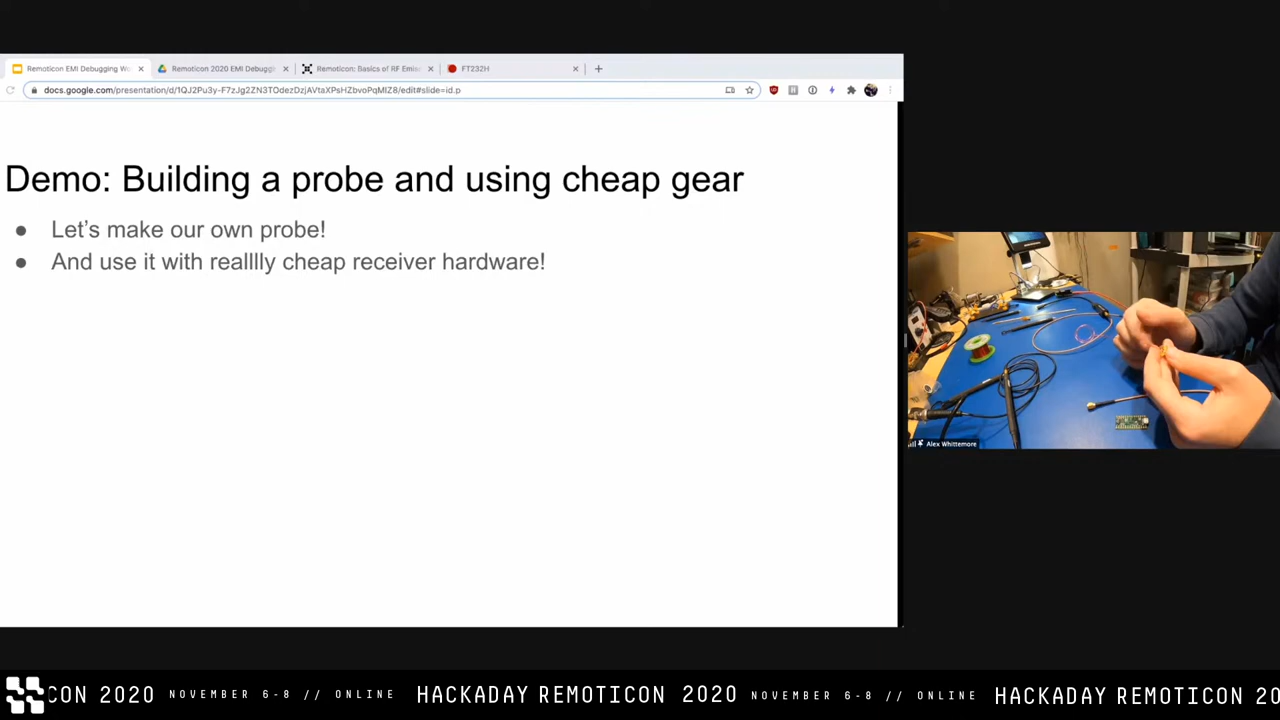 Remoticon EMI Debugging Wo
Remoticon 2020 EMI Debuggi
Remoticon: Basics of RF Emis
FT232H
docs.google.com/presentation/d/1QJ2Pu3y-F7zJg2ZN3TOdezDzjAVtaXPsHZbvoPqMIZ8/edit#slide=id.p
Demo: Building a probe and using cheap gear
● Let's make our own probe!
● And use it with realllly cheap receiver hardware!
Alex Whittemore
CON 2020 NOVEMBER 6-8 // ONLINE HACKADAY REMOTICON 2020 NOVEMBER 6-8 // ONLINE HACKADAY REMOTICON 20